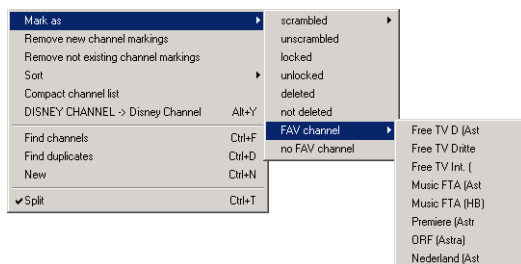 Mark as
Remove new channel markings
Remove not existing channel markings
Sort
Compact channel list
DISNEY CHANNEL -> Disney Channel Alt+Y
Find channels Ctrl+F
Find duplicates Ctrl+D
New Ctrl+N
Split Ctrl+T
scrambled
unscrambled
locked
unlocked
deleted
not deleted
FAV channel
no FAV channel
Free TV D (Ast
Free TV Dritte
Free TV Int. (
Music FTA (Ast
Music FTA (HB)
Premiere (Astr
ORF (Astra)
Nederland (Ast